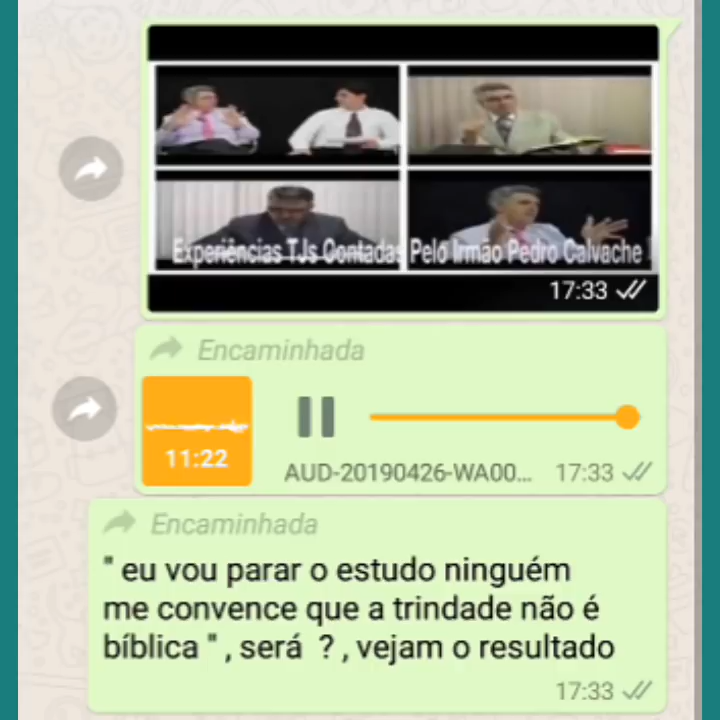 Experiências TJs Contadas Pelo Irmão Pedro Calvache
17:33
Encaminhada
11:22
AUD-20190426-WA00... 17:33
Encaminhada
" eu vou parar o estudo ninguém
me convence que a trindade não é
bíblica " , será ? , vejam o resultado
17:33